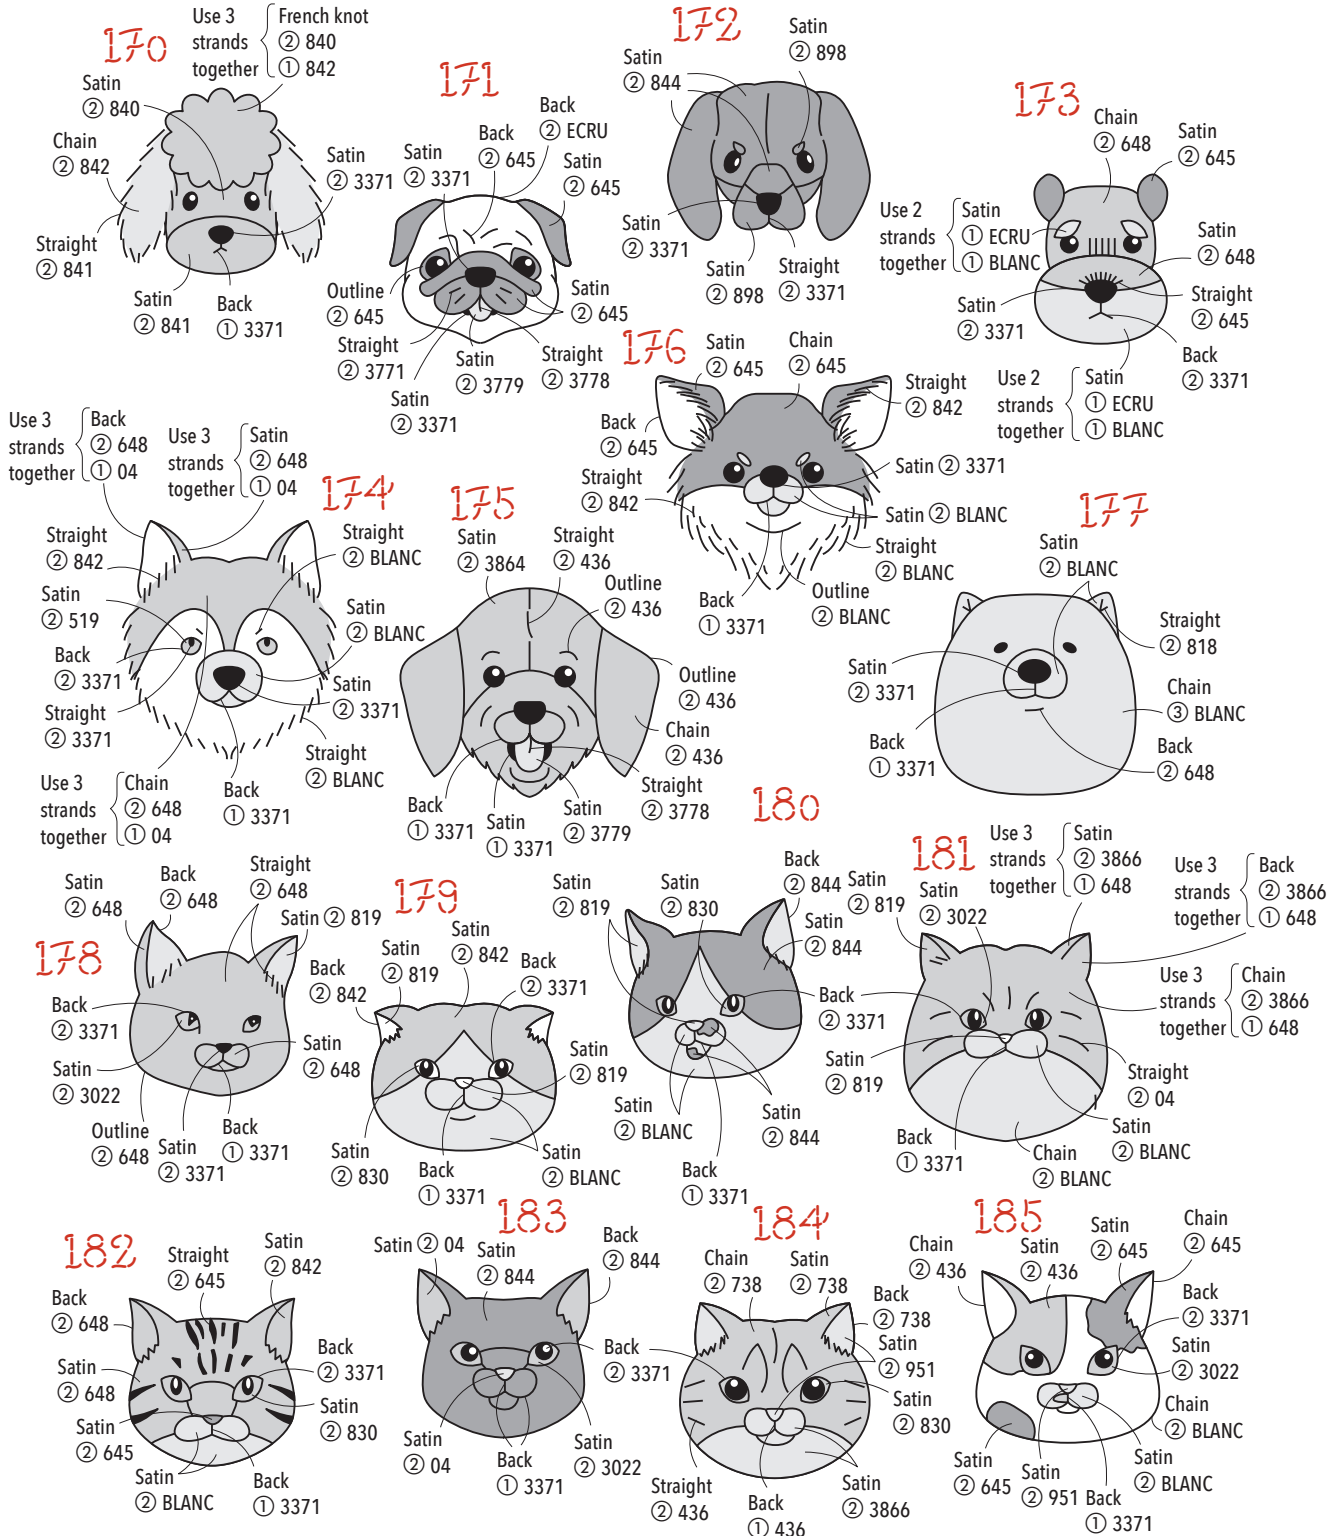 170
Use 3
strands
together
French knot
② 840
① 842
Satin
② 840
Chain
② 842
Satin
② 3371
Straight
② 841
Satin
② 841
Back
① 3371
171
Back
② ECRU
Back
② 645
Satin
② 3371
Satin
② 645
Outline
② 645
Satin
② 645
Straight
② 3771
Satin
② 3779
Straight
② 3778
Satin
② 3371
172
Satin
② 898
Satin
② 844
Satin
② 3371
Satin
② 898
Straight
② 3371
173
Chain
② 648
Satin
② 645
Use 2
strands
together
Satin
① ECRU
① BLANC
Satin
② 648
Satin
② 3371
Straight
② 645
Back
② 3371
Use 2
strands
together
Satin
① ECRU
① BLANC
174
Use 3
strands
together
Back
② 648
① 04
Use 3
strands
together
Satin
② 648
① 04
Straight
② 842
Straight
② BLANC
Satin
② 519
Satin
② BLANC
Back
② 3371
Satin
② 3371
Straight
② 3371
Straight
② BLANC
Use 3
strands
together
Chain
② 648
① 04
Back
① 3371
175
Satin
② 3864
Straight
② 436
Outline
② 436
Outline
② 436
Chain
② 436
Back
① 3371
Satin
① 3371
Satin
② 3779
Straight
② 3778
176
Satin
② 645
Chain
② 645
Straight
② 842
Back
② 645
Satin ② 3371
Straight
② 842
Satin ② BLANC
Straight
② BLANC
Back
① 3371
Outline
② BLANC
177
Satin
② BLANC
Straight
② 818
Satin
② 3371
Chain
③ BLANC
Back
① 3371
Back
② 648
178
Satin
② 648
Back
② 648
Straight
② 648
Satin ② 819
Back
② 3371
Satin
② 648
Satin
② 3022
Outline
② 648
Satin
② 3371
Back
① 3371
179
Satin
② 819
Satin
② 842
Back
② 3371
Back
② 842
Satin
② 819
Satin
② 830
Back
① 3371
Satin
② BLANC
180
Satin
② 819
Satin
② 830
Back
② 844
Satin
② 844
Back
② 3371
Satin
② BLANC
Satin
② 844
Back
① 3371
181
Use 3
strands
together
Satin
② 3866
① 648
Use 3
strands
together
Back
② 3866
① 648
Satin
② 819
Satin
② 3022
Use 3
strands
together
Chain
② 3866
① 648
Satin
② 819
Straight
② 04
Back
① 3371
Satin
② BLANC
Chain
② BLANC
182
Straight
② 645
Satin
② 842
Back
② 648
Back
② 3371
Satin
② 648
Satin
② 830
Satin
② 645
Satin
② BLANC
Back
① 3371
183
Satin ② 04
Satin
② 844
Back
② 844
Back
② 3371
Satin
② 04
Back
① 3371
Satin
② 3022
184
Chain
② 738
Satin
② 738
Back
② 738
Satin
② 951
Satin
② 830
Straight
② 436
Back
① 436
Satin
② 3866
185
Chain
② 436
Satin
② 436
Satin
② 645
Chain
② 645
Back
② 3371
Satin
② 3022
Chain
② BLANC
Satin
② 645
Satin
② 951
Back
① 3371
Satin
② BLANC